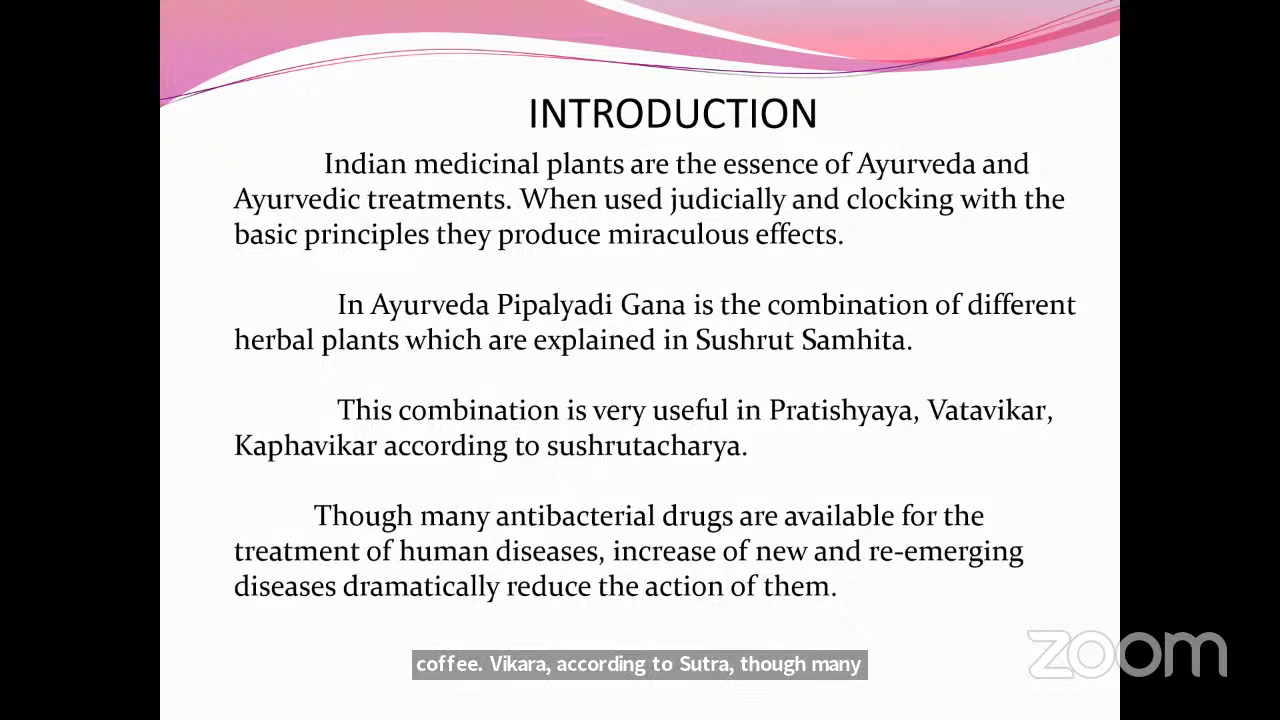 INTRODUCTION
Indian medicinal plants are the essence of Ayurveda and
Ayurvedic treatments. When used judicially and clocking with the
basic principles they produce miraculous effects.
In Ayurveda Pipalyadi Gana is the combination of different
herbal plants which are explained in Sushrut Samhita.
This combination is very useful in Pratishyaya, Vatavikar,
Kaphavikar according to sushrutacharya.
Though many antibacterial drugs are available for the
treatment of human diseases, increase of new and re-emerging
diseases dramatically reduce the action of them.
coffee. Vikara, according to Sutra, though many
zoom